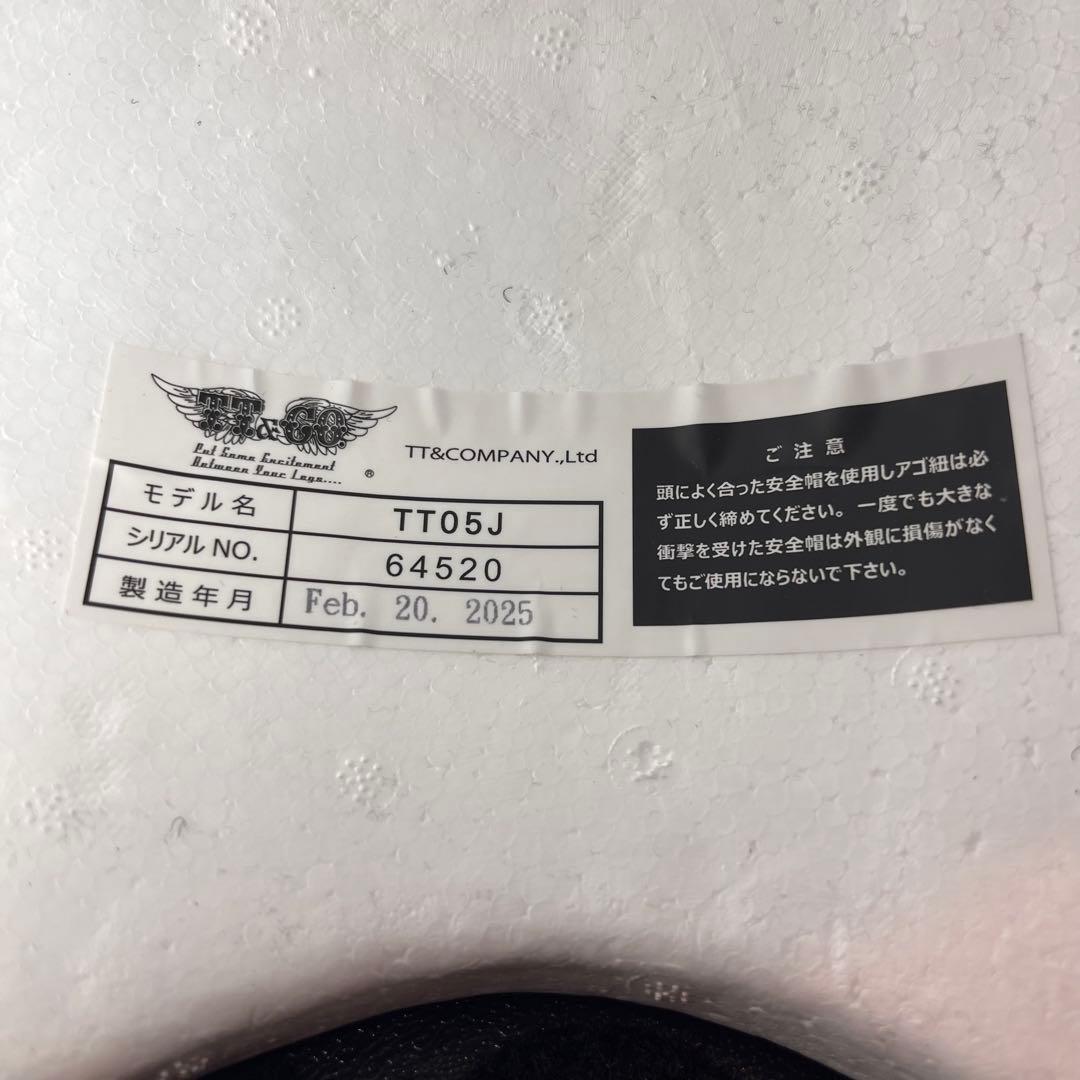 TT&CO.
Put Some Excitement
Between Your Legs....
®
TT&COMPANY.,Ltd
モデル名 TT05J
シリアルNO. 64520
製造年月 Feb. 20. 2025
ご注意
頭によく合った安全帽を使用しアゴ紐は必
ず正しく締めてください。一度でも大きな
衝撃を受けた安全帽は外観に損傷がなく
てもご使用にならないで下さい。